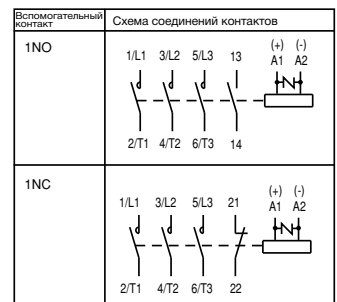 Вспомогательный контакт
Схема соединений контактов
1NO
(+) (-)
1/L1 3/L2 5/L3 13 A1 A2
2/T1 4/T2 6/T3 14
1NC
(+) (-)
1/L1 3/L2 5/L3 21 A1 A2
2/T1 4/T2 6/T3 22